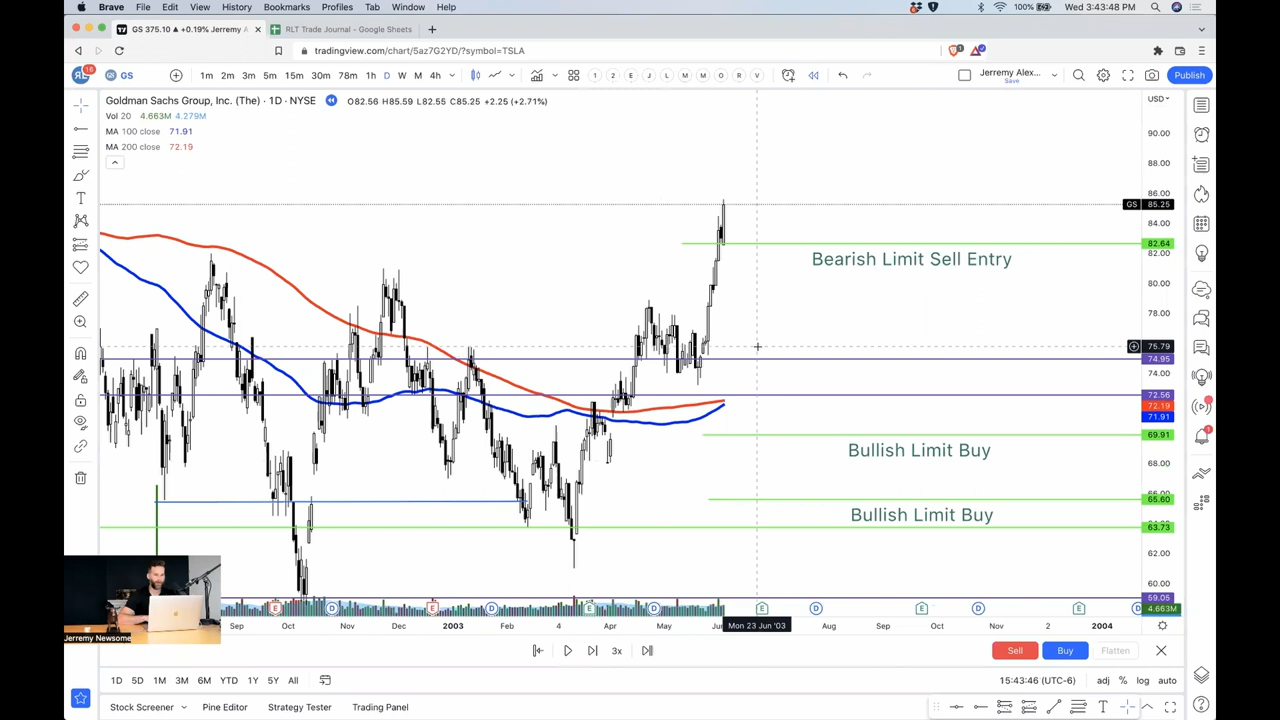 Brave File Edit View History Bookmarks Profiles Tab Window Help 100% Wed 3:43:48 PM
GS 375.10 ▲ +0.19% Jerremy A RLT Trade Journal - Google Sheets
tradingview.com/chart/5az7G2YD/?symbol=TSLA
16 GS 1m 2m 3m 5m 15m 30m 78m 1h D W M 4h 1 2 E J L M M O R V Jerremy Alex... Save Publish
Goldman Sachs Group, Inc. (The) · 1D · NYSE O82.56 H85.59 L82.55 C85.25 +2.25 (+2.71%) USD
Vol 20 4.663M 4.279M
MA 100 close 71.91
MA 200 close 72.19
90.00
88.00
86.00
GS 85.25
84.00
82.64
82.00
Bearish Limit Sell Entry
80.00
78.00
75.79
74.95
74.00
72.56
72.19
71.91
69.91
Bullish Limit Buy
68.00
65.60
Bullish Limit Buy
63.73
62.00
60.00
59.05
E D E D E D E D E D E D 4.663M
Jerremy Newsome
Sep Oct Nov Dec 2003 Feb 4 Apr May Jun Mon 23 Jun '03 Aug Sep Oct Nov 2 2004
3x Sell Buy Flatten
1D 5D 1M 3M 6M YTD 1Y 5Y All 15:43:46 (UTC-6) adj % log auto
Stock Screener Pine Editor Strategy Tester Trading Panel